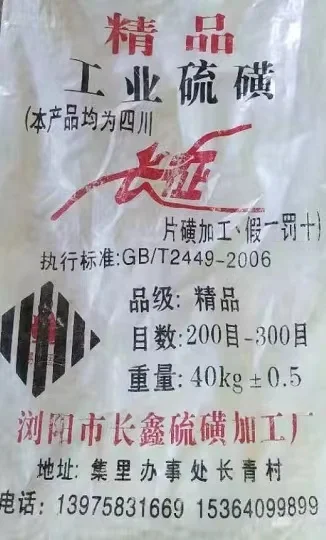 精品
工业硫磺
(本产品均为四川
长征
片磺加工、假一罚十)
执行标准:GB/T2449-2006
品级: 精品
目数: 200目-300目
重量: 40kg±0.5
浏阳市长鑫硫磺加工厂
地址: 集里办事处长青村
电话: 13975831669 15364099899